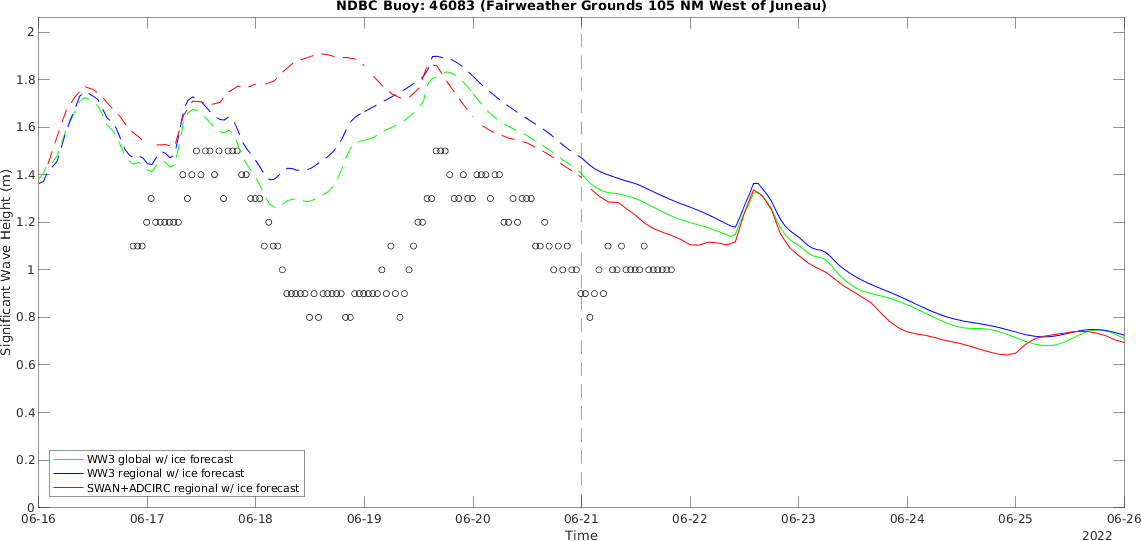 NDBC Buoy: 46083 (Fairweather Grounds 105 NM West of Juneau)
Significant Wave Height (m)
2
1.8
1.6
1.4
1.2
1
0.8
0.6
0.4
0.2
0
WW3 global w/ ice forecast
WW3 regional w/ ice forecast
SWAN+ADCIRC regional w/ ice forecast
06-16 06-17 06-18 06-19 06-20 06-21 06-22 06-23 06-24 06-25 06-26
Time
2022